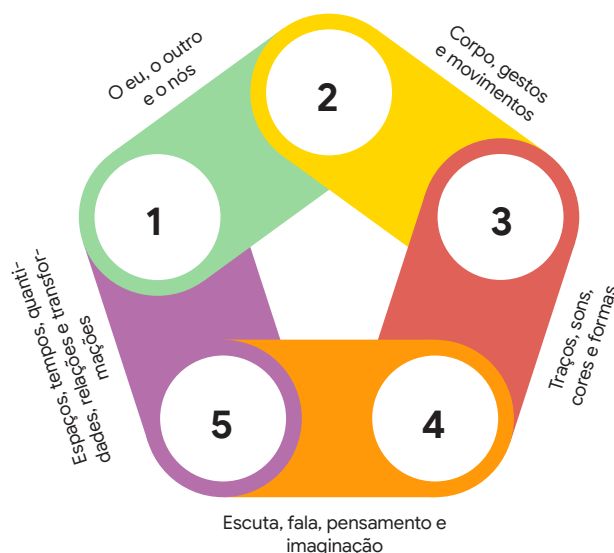 O eu, o outro
e o nós
1
2
Corpo, gestos
e movimentos
3
Traços, sons,
cores e formas
4
Escuta, fala, pensamento e
imaginação
5
Espaços, tempos, quanti-
dades, relações e transfor-
mações